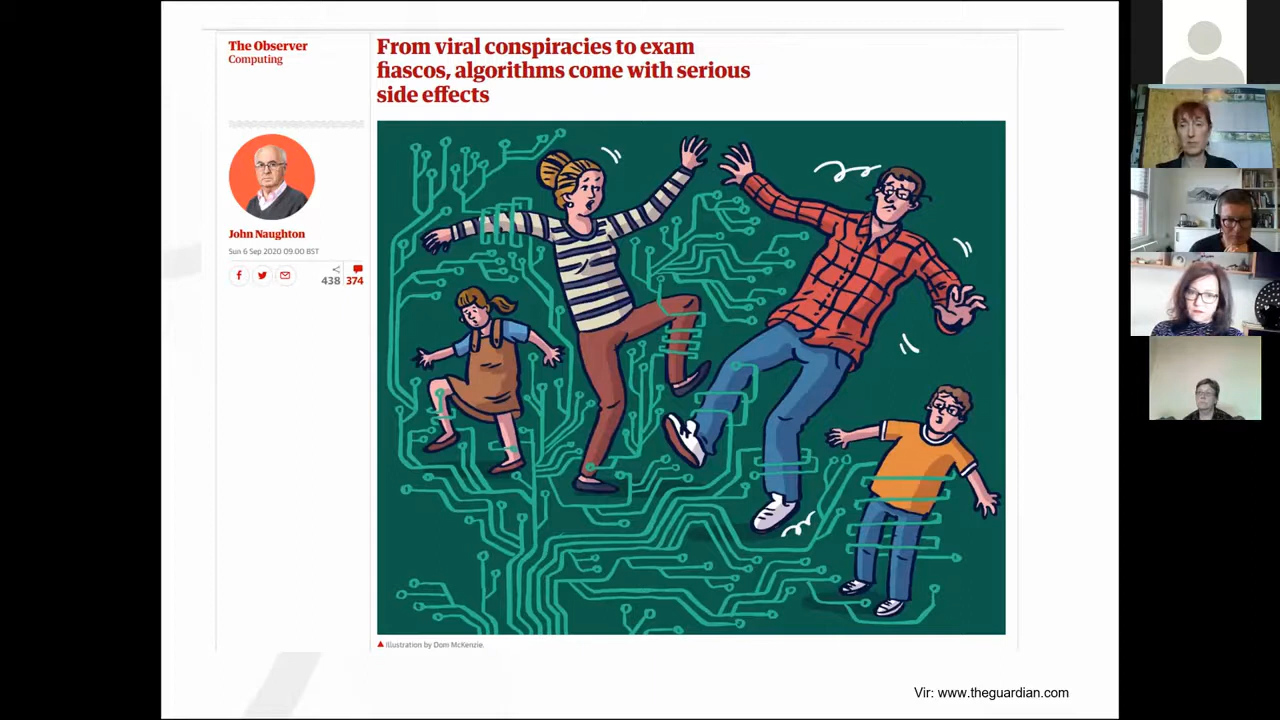 The Observer
Computing
From viral conspiracies to exam
fiascos, algorithms come with serious
side effects
John Naughton
Sun 6 Sep 2020 09.00 BST
438
374
Illustration by Dom McKenzie.
Vir: www.theguardian.com